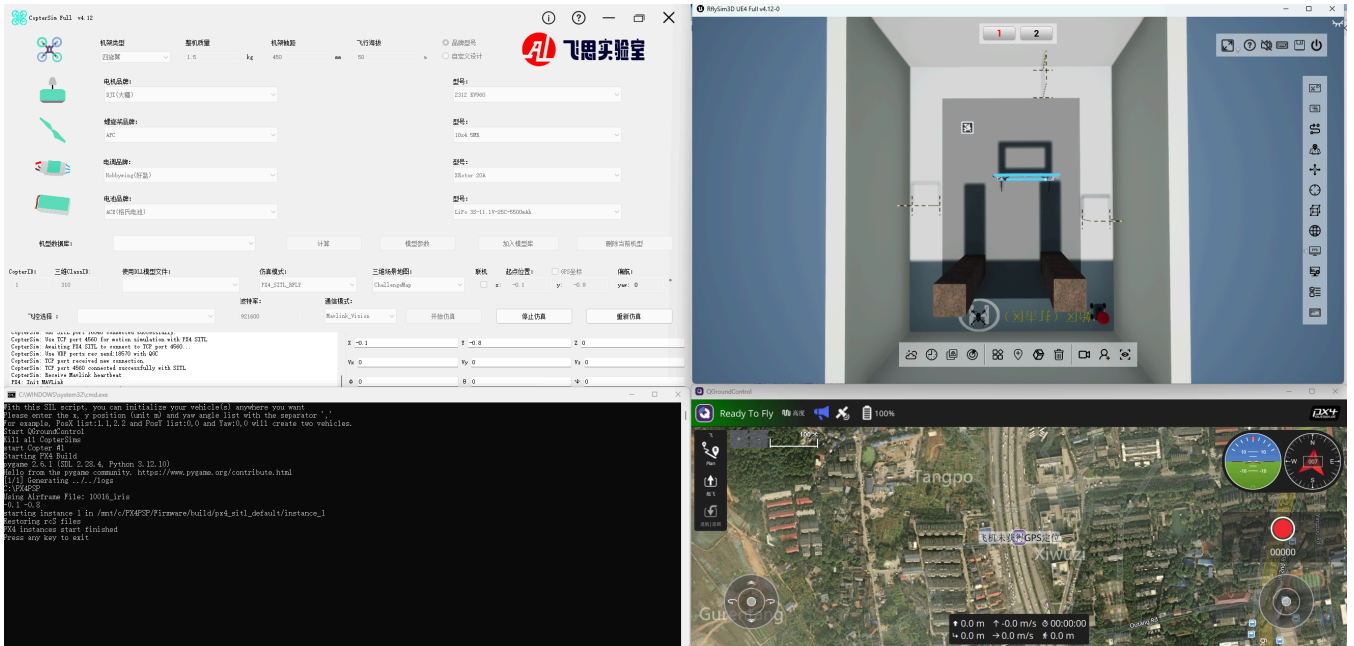 CopterSim Full v4.12
机架类型 整机质量 机架轴距 飞行海拔
品牌型号
自定义设计
飞思实验室
四旋翼 1.5 kg 450 mm 50 m
电机品牌: 型号:
DJI(大疆) 2312 KV960
螺旋桨品牌: 型号:
APC 10x4.5MR
电调品牌: 型号:
Hobbywing(好盈) XRotor 20A
电池品牌: 型号:
ACE(格氏电池) LiPo 3S-11.1V-25C-5500mAh
机型数据库: 计算 模型参数 加入模型库 删除当前机型
CopterID: 三维ClassID: 使用DLL模型文件: 仿真模式: 三维场景地图: 联机 起点位置: GPS坐标 偏航:
1 310 PX4_SITL_RFLY ChallengeMap x: -0.1 y: -0.8 yaw: 0 °
波特率: 通信模式:
飞控选择 : 921600 Mavlink_Vision 开始仿真 停止仿真 重新仿真
CopterSim: Use TCP port 4560 for motion simulation with PX4 SITL
CopterSim: Awaiting PX4 SITL to connect to TCP port 4560...
CopterSim: Use UDP ports rec send:18570 with QGC
CopterSim: TCP port received new connection.
CopterSim: TCP port 4560 connected successfully with SITL
CopterSim: Receive Mavlink heartbeat
PX4: Init MAVLink
X -0.1 Y -0.8 Z 0
Vx 0 Vy 0 Vz 0
Φ 0 θ 0 Ψ 0
C:\WINDOWS\system32\cmd.exe
With this SIL script, you can initialize your vehicle(s) anywhere you want
Please enter the x, y position (unit m) and yaw angle list with the separator ','
For example, PosX list:1,1,2,2 and PosY list:0,0 and Yaw:0,0 will create two vehicles.
Start QGroundControl
Kill all CopterSims
start Copter #1
Starting PX4 Build
pygame 2.6.1 (SDL 2.28.4, Python 3.12.10)
Hello from the pygame community. https://www.pygame.org/contribute.html
[1/1] Generating ../../logs
C:\PX4PSP
Using Airframe File: 10016_iris
-0.1 -0.8
starting instance 1 in /mnt/c/PX4PSP/Firmware/build/px4_sitl_default/instance_1
Restoring rcS files
PX4 instances start finished
Press any key to exit
RflySim3D UE4 Full v4.12-0
1 2
QGroundControl
Ready To Fly 高度 100%
PX4
100%
Plan
起飞
Tangpo
飞机未获得GPS定位
Xiwuzi
N
W 007 E
S
00000
Outang Rd
0.0 m -0.0 m/s 00:00:00
0.0 m 0.0 m/s 0.0 m